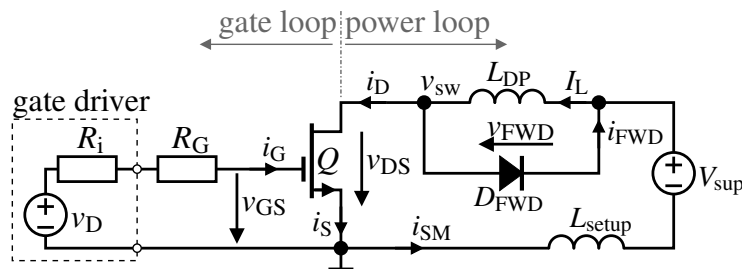 gate loop power loop
i_D v_sw L_DP I_L
gate driver
R_i R_G i_G Q v_DS v_FWD i_FWD
D_FWD V_sup
v_D v_GS i_S i_SM L_setup